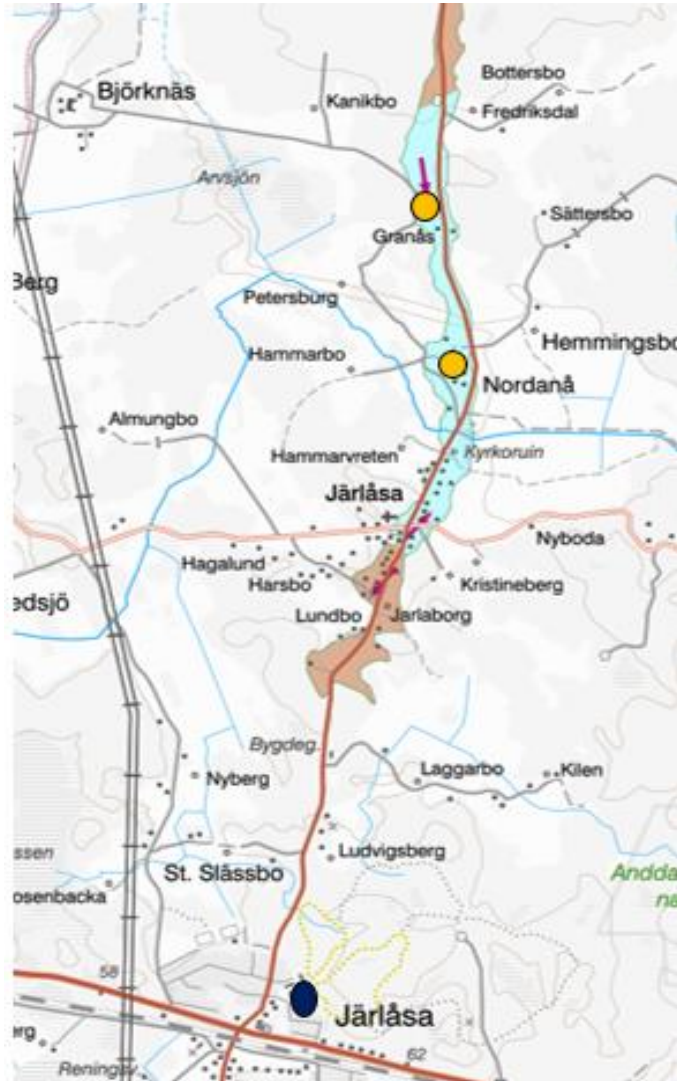 Bottersbo
Björknäs
Kanikbo
Fredriksdal
Arvsjön
Sättersbo
Granås
Berg
Petersburg
Hemmingsbo
Hammarbo
Nordanå
Almungbo
Hammarvreten
Kyrkoruin
Järlåsa
Nyboda
Hagalund
Harsbo
Kristineberg
edsjö
Lundbo
Jarlaborg
Bygdeg.
Laggarbo
Kilen
Nyberg
ssen
Ludvigsberg
St. Slässbo
Andda
na
osenbacka
58
Järlåsa
erg
62
Reningsv